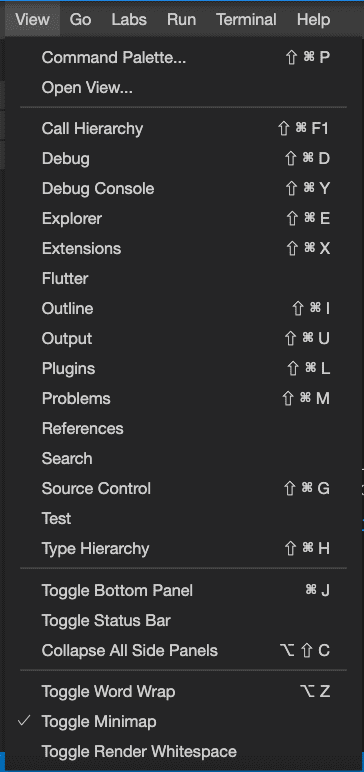 View Go Labs Run Terminal Help
Command Palette... ⇧ ⌘ P
Open View...
Call Hierarchy ⇧ ⌘ F1
Debug ⇧ ⌘ D
Debug Console ⇧ ⌘ Y
Explorer ⇧ ⌘ E
Extensions ⇧ ⌘ X
Flutter
Outline ⇧ ⌘ I
Output ⇧ ⌘ U
Plugins ⇧ ⌘ L
Problems ⇧ ⌘ M
References
Search
Source Control ⇧ ⌘ G
Test
Type Hierarchy ⇧ ⌘ H
Toggle Bottom Panel ⌘ J
Toggle Status Bar
Collapse All Side Panels ⌥ ⇧ C
Toggle Word Wrap ⌥ Z
✓ Toggle Minimap
Toggle Render Whitespace